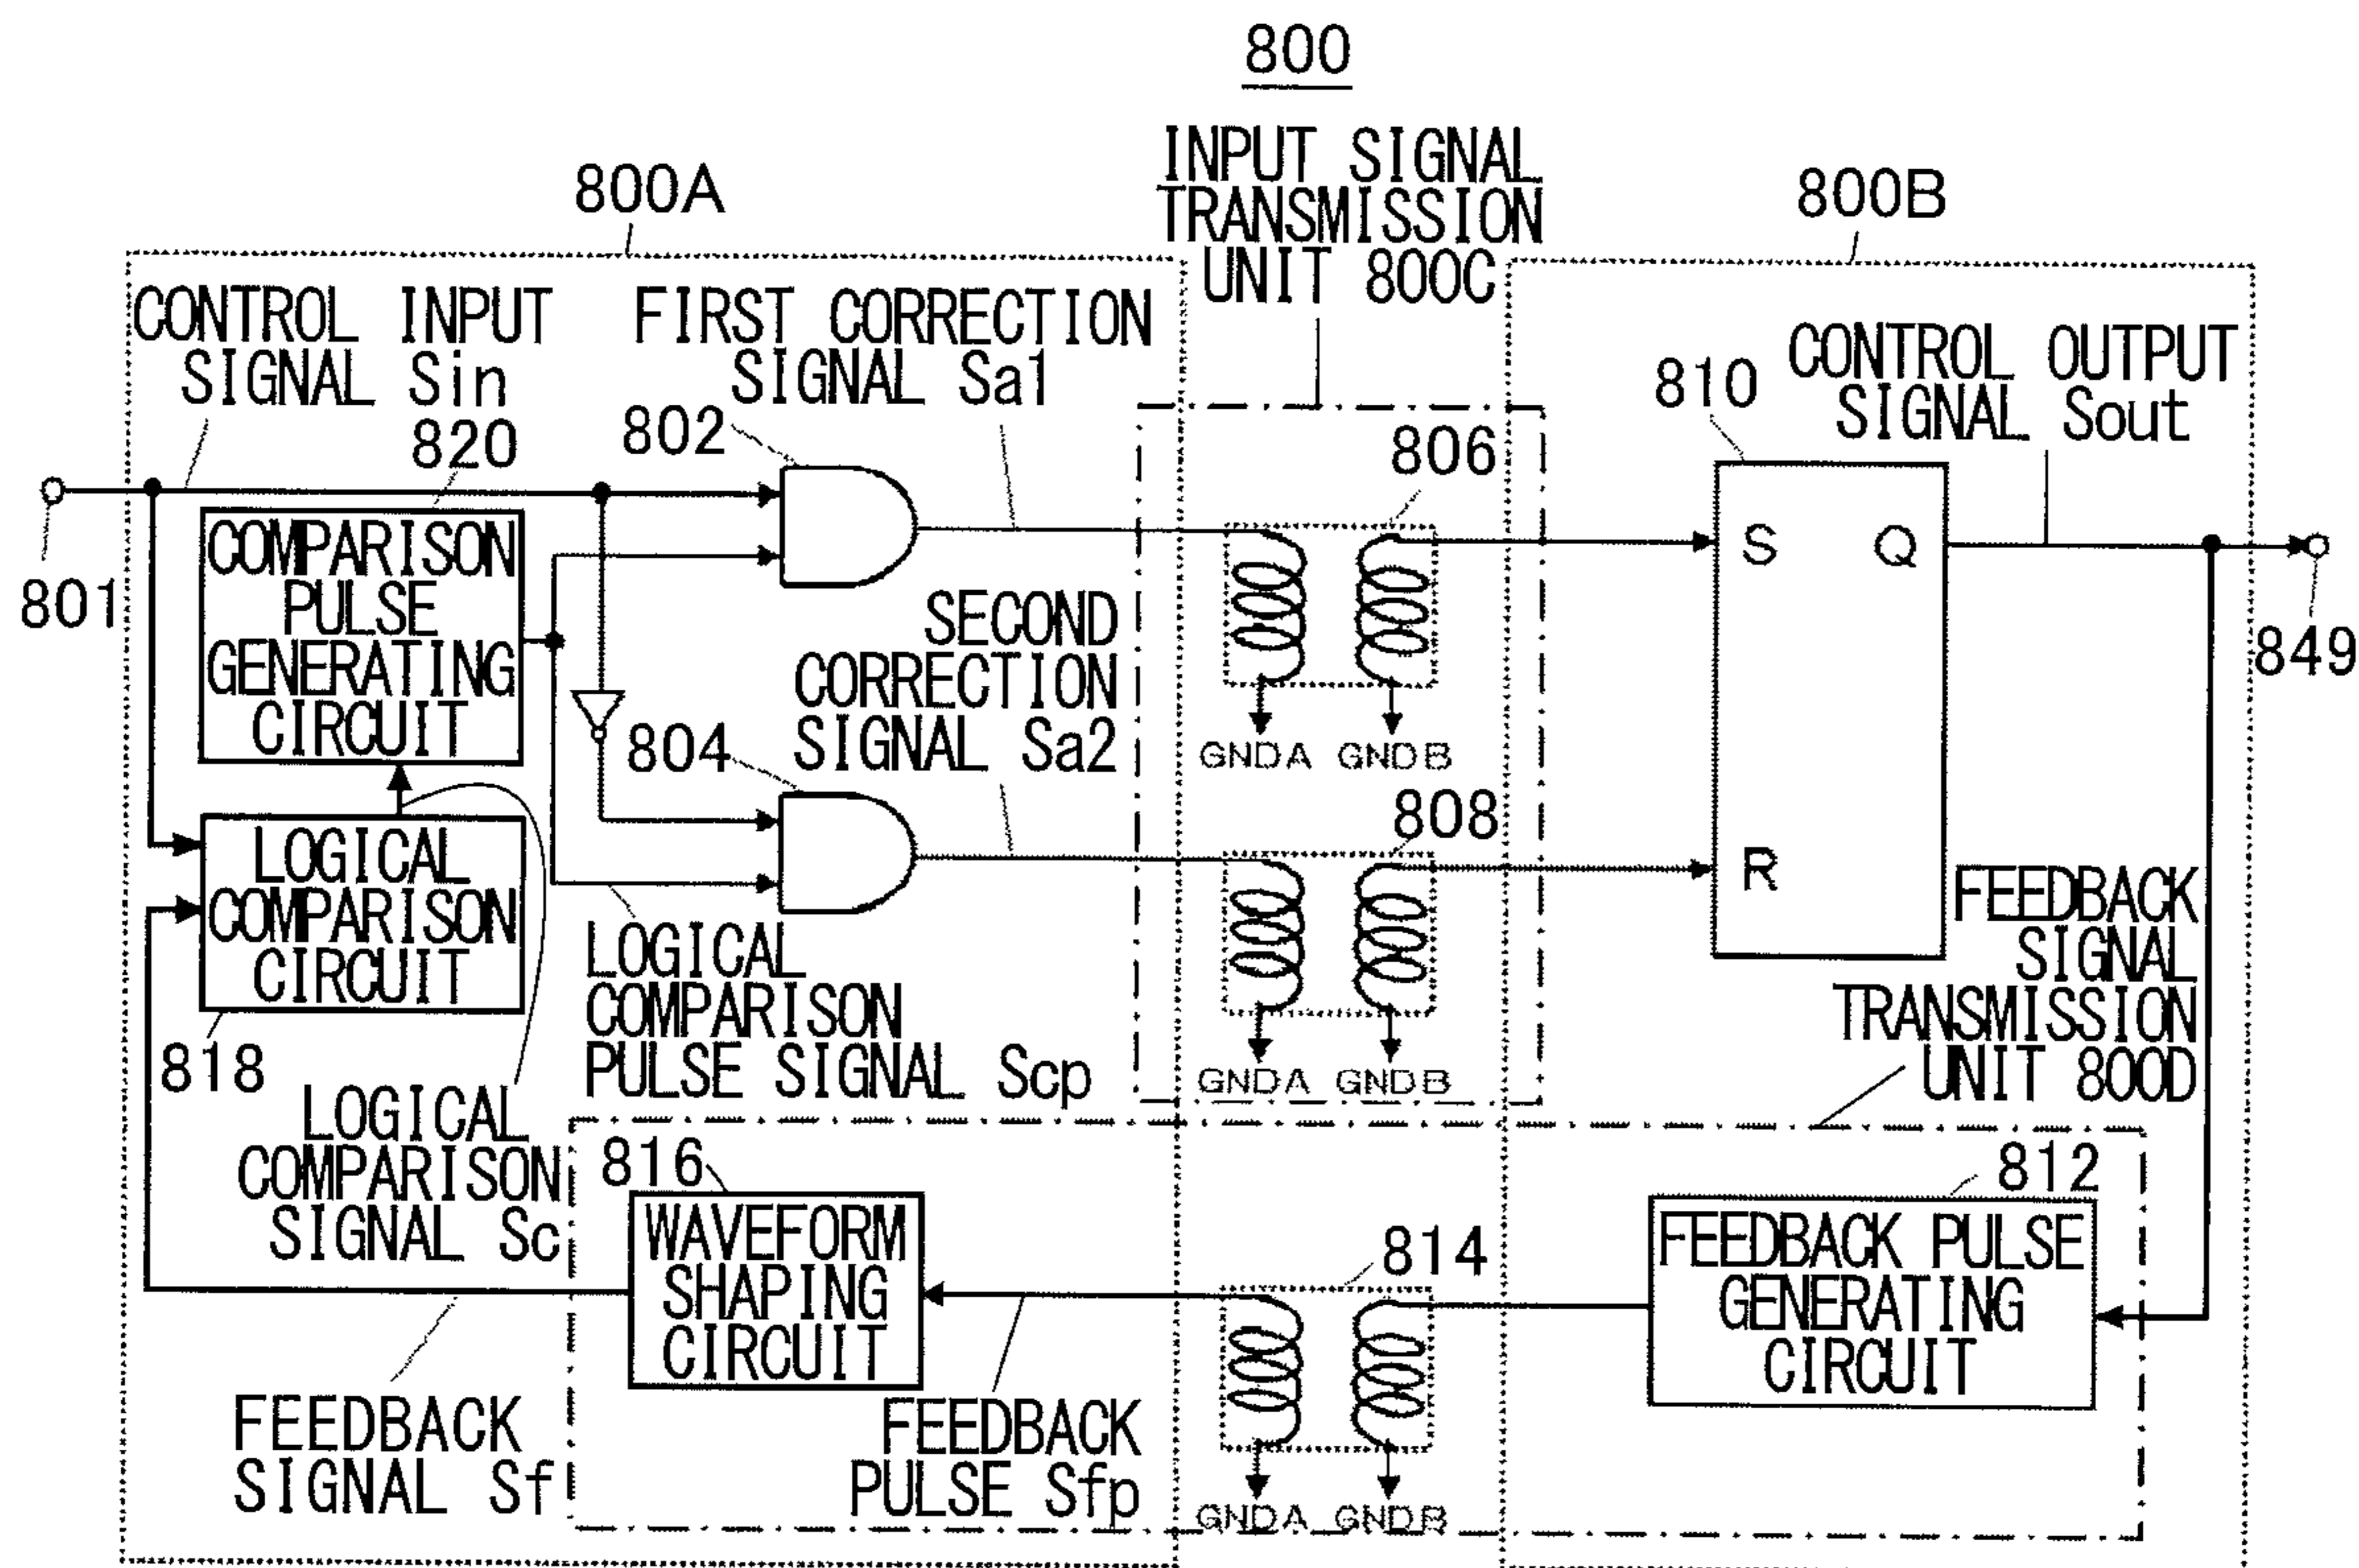 800
INPUT SIGNAL
TRANSMISSION
UNIT 800C
800A
800B
CONTROL INPUT
SIGNAL Sin
FIRST CORRECTION
SIGNAL Sa1
CONTROL OUTPUT
SIGNAL Sout
820
802
806
810
801
COMPARISON
PULSE
GENERATING
CIRCUIT
S
Q
849
SECOND
CORRECTION
SIGNAL Sa2
804
GNDA
GNDB
808
LOGICAL
COMPARISON
CIRCUIT
R
818
LOGICAL
COMPARISON
PULSE SIGNAL Scp
GNDA
GNDB
FEEDBACK
SIGNAL
TRANSMISSION
UNIT 800D
LOGICAL
COMPARISON
SIGNAL Sc
816
WAVEFORM
SHAPING
CIRCUIT
814
812
FEEDBACK PULSE
GENERATING
CIRCUIT
FEEDBACK
SIGNAL Sf
FEEDBACK
PULSE Sfp
GNDA
GNDB